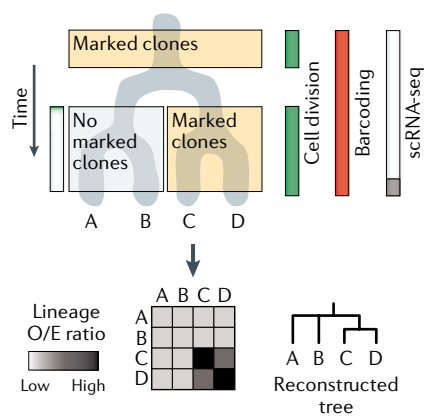 Marked clones
Time
No
marked
clones
Marked
clones
Cell division
Barcoding
scRNA-seq
A B C D
Lineage
O/E ratio
Low High
A B C D
A
B
C
D
A B C D
Reconstructed
tree